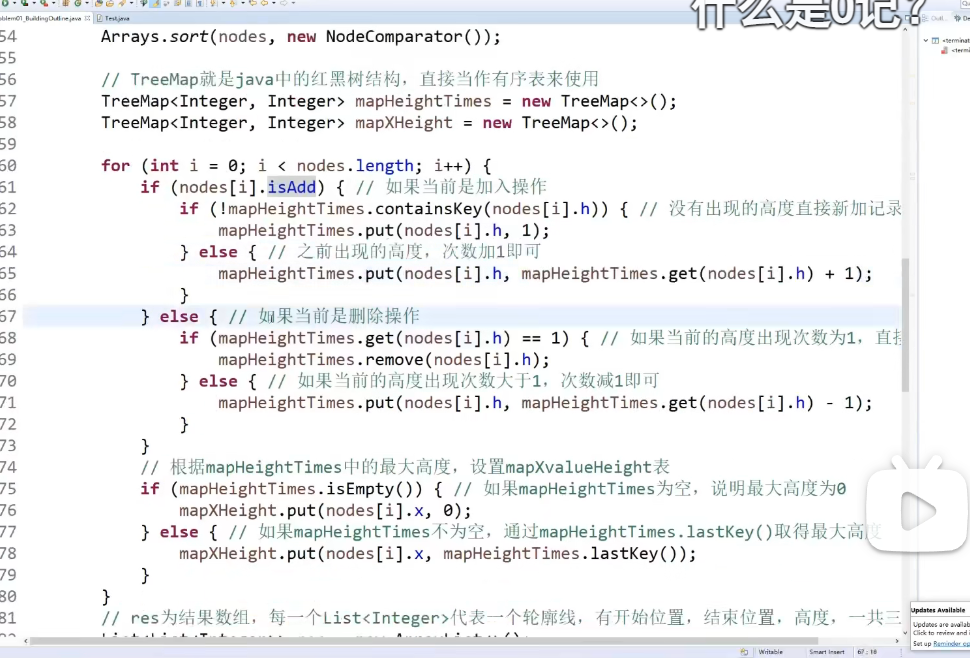 什么是0记?
oblem01_BuildingOutline.java Test.java
54 Arrays.sort(nodes, new NodeComparator());
55
56 // TreeMap就是java中的红黑树结构，直接当作有序表来使用
57 TreeMap<Integer, Integer> mapHeightTimes = new TreeMap<>();
58 TreeMap<Integer, Integer> mapXHeight = new TreeMap<>();
59
60 for (int i = 0; i < nodes.length; i++) {
61 if (nodes[i].isAdd) { // 如果当前是加入操作
62 if (!mapHeightTimes.containsKey(nodes[i].h)) { // 没有出现的高度直接新加记录
63 mapHeightTimes.put(nodes[i].h, 1);
64 } else { // 之前出现的高度，次数加1即可
65 mapHeightTimes.put(nodes[i].h, mapHeightTimes.get(nodes[i].h) + 1);
66 }
67 } else { // 如果当前是删除操作
68 if (mapHeightTimes.get(nodes[i].h) == 1) { // 如果当前的高度出现次数为1，直接
69 mapHeightTimes.remove(nodes[i].h);
70 } else { // 如果当前的高度出现次数大于1，次数减1即可
71 mapHeightTimes.put(nodes[i].h, mapHeightTimes.get(nodes[i].h) - 1);
72 }
73 }
74 // 根据mapHeightTimes中的最大高度，设置mapXvalueHeight表
75 if (mapHeightTimes.isEmpty()) { // 如果mapHeightTimes为空，说明最大高度为0
76 mapXHeight.put(nodes[i].x, 0);
77 } else { // 如果mapHeightTimes不为空，通过mapHeightTimes.lastKey()取得最大高度
78 mapXHeight.put(nodes[i].x, mapHeightTimes.lastKey());
79 }
80 }
81 // res为结果数组，每一个List<Integer>代表一个轮廓线，有开始位置，结束位置，高度，一共三
Updates Available
Updates are availab
Click to review and i
Set up Reminder op
Writable Smart Insert 67 : 18